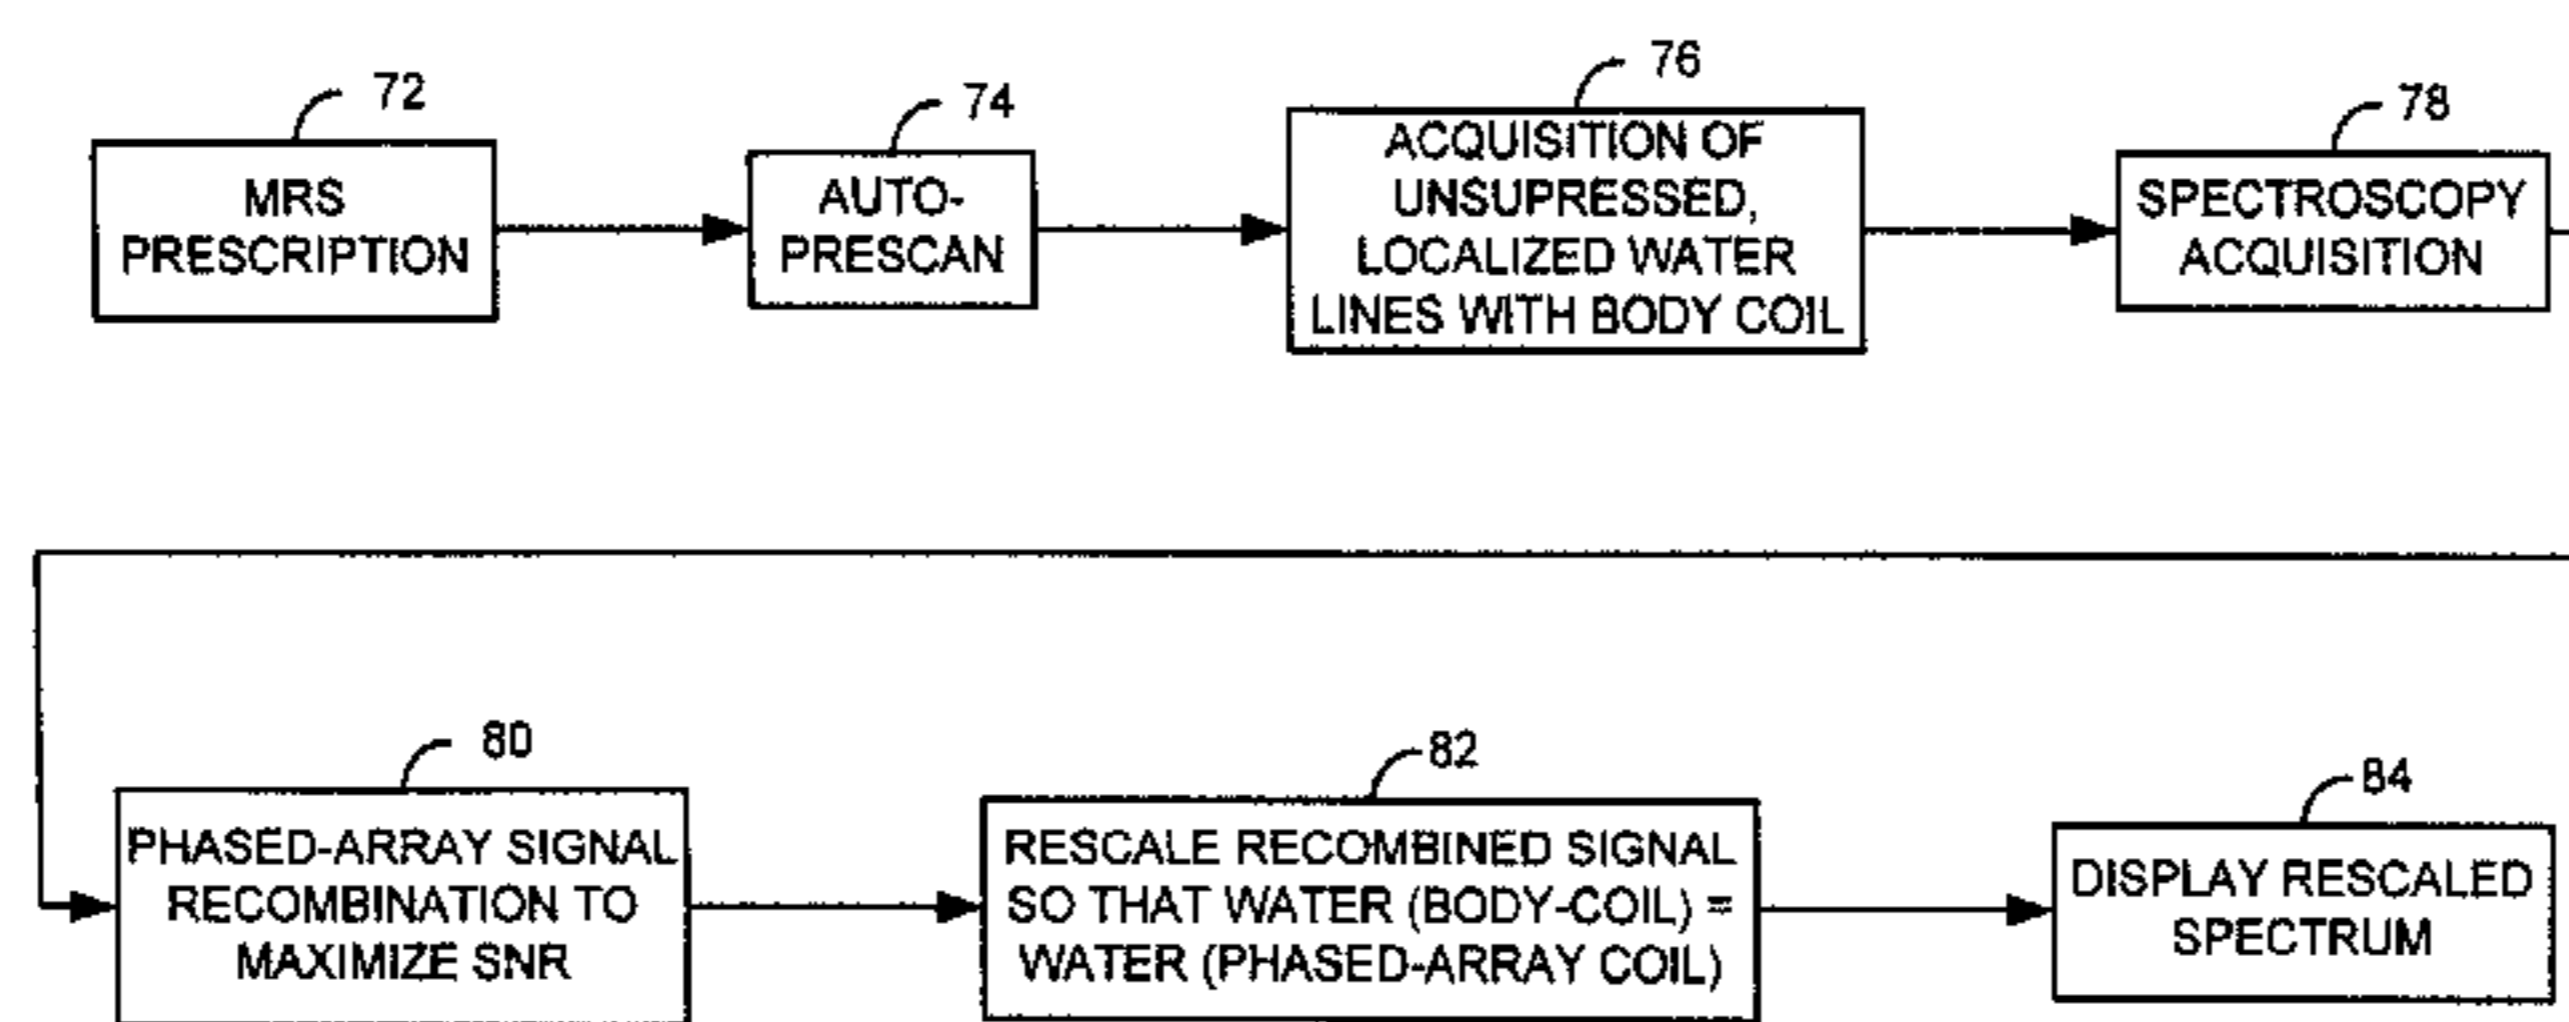 72
MRS
PRESCRIPTION
74
AUTO-
PRESCAN
76
ACQUISITION OF
UNSUPRESSED,
LOCALIZED WATER
LINES WITH BODY COIL
78
SPECTROSCOPY
ACQUISITION
80
PHASED-ARRAY SIGNAL
RECOMBINATION TO
MAXIMIZE SNR
82
RESCALE RECOMBINED SIGNAL
SO THAT WATER (BODY-COIL) =
WATER (PHASED-ARRAY COIL)
84
DISPLAY RESCALED
SPECTRUM